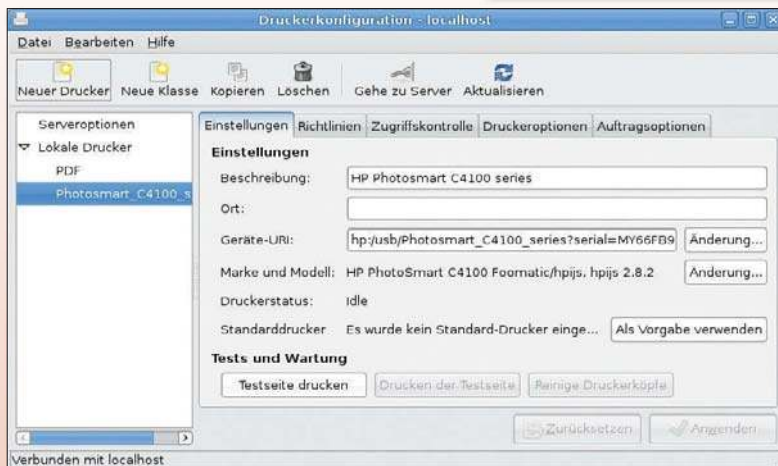 Druckerkonfiguration - localhost
Datei Bearbeiten Hilfe
Neuer Drucker Neue Klasse Kopieren Löschen Gehe zu Server Aktualisieren
Serveroptionen
Lokale Drucker
PDF
Photosmart_C4100_s
Einstellungen Richtlinien Zugriffskontrolle Druckeroptionen Auftragsoptionen
Einstellungen
Beschreibung: HP Photosmart C4100 series
Ort:
Geräte-URI: hp:/usb/Photosmart_C4100_series?serial=MY66FB9 Änderung...
Marke und Modell: HP PhotoSmart C4100 Foomatic/hpijs, hpijs 2.8.2 Änderung...
Druckerstatus: Idle
Standarddrucker Es wurde kein Standard-Drucker einge... Als Vorgabe verwenden
Tests und Wartung
Testseite drucken Drucken der Testseite Reinige Druckerköpfe
Zurücksetzen Anwenden
Verbunden mit localhost